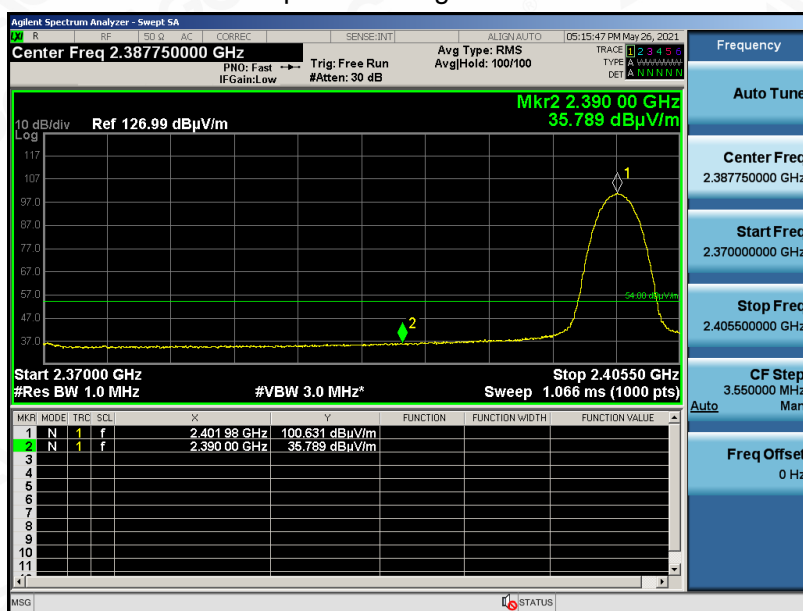 Agilent Spectrum Analyzer - Swept SA
LXI R RF 50 Ω AC CORREC SENSE:INT ALIGN AUTO 05:15:47 PM May 26, 2021
Center Freq 2.387750000 GHz
PNO: Fast
IFGain:Low
Trig: Free Run
#Atten: 30 dB
Avg Type: RMS
Avg|Hold: 100/100
TRACE 1 2 3 4 5 6
TYPE A WWWWW
DET A N N N N N
Mkr2 2.390 00 GHz
35.789 dBµV/m
10 dB/div Ref 126.99 dBµV/m
Log
117
107
97.0
87.0
77.0
67.0
57.0
47.0
37.0
1
54.00 dBµV/m
2
Start 2.37000 GHz Stop 2.40550 GHz
#Res BW 1.0 MHz #VBW 3.0 MHz* Sweep 1.066 ms (1000 pts)
MKR MODE TRC SCL X Y FUNCTION FUNCTION WIDTH FUNCTION VALUE
1 N 1 f 2.401 98 GHz 100.631 dBµV/m
2 N 1 f 2.390 00 GHz 35.789 dBµV/m
3
4
5
6
7
8
9
10
11
MSG STATUS
Frequency
Auto Tune
Center Freq
2.387750000 GHz
Start Freq
2.370000000 GHz
Stop Freq
2.405500000 GHz
CF Step
3.550000 MHz
Auto Man
Freq Offset
0 Hz